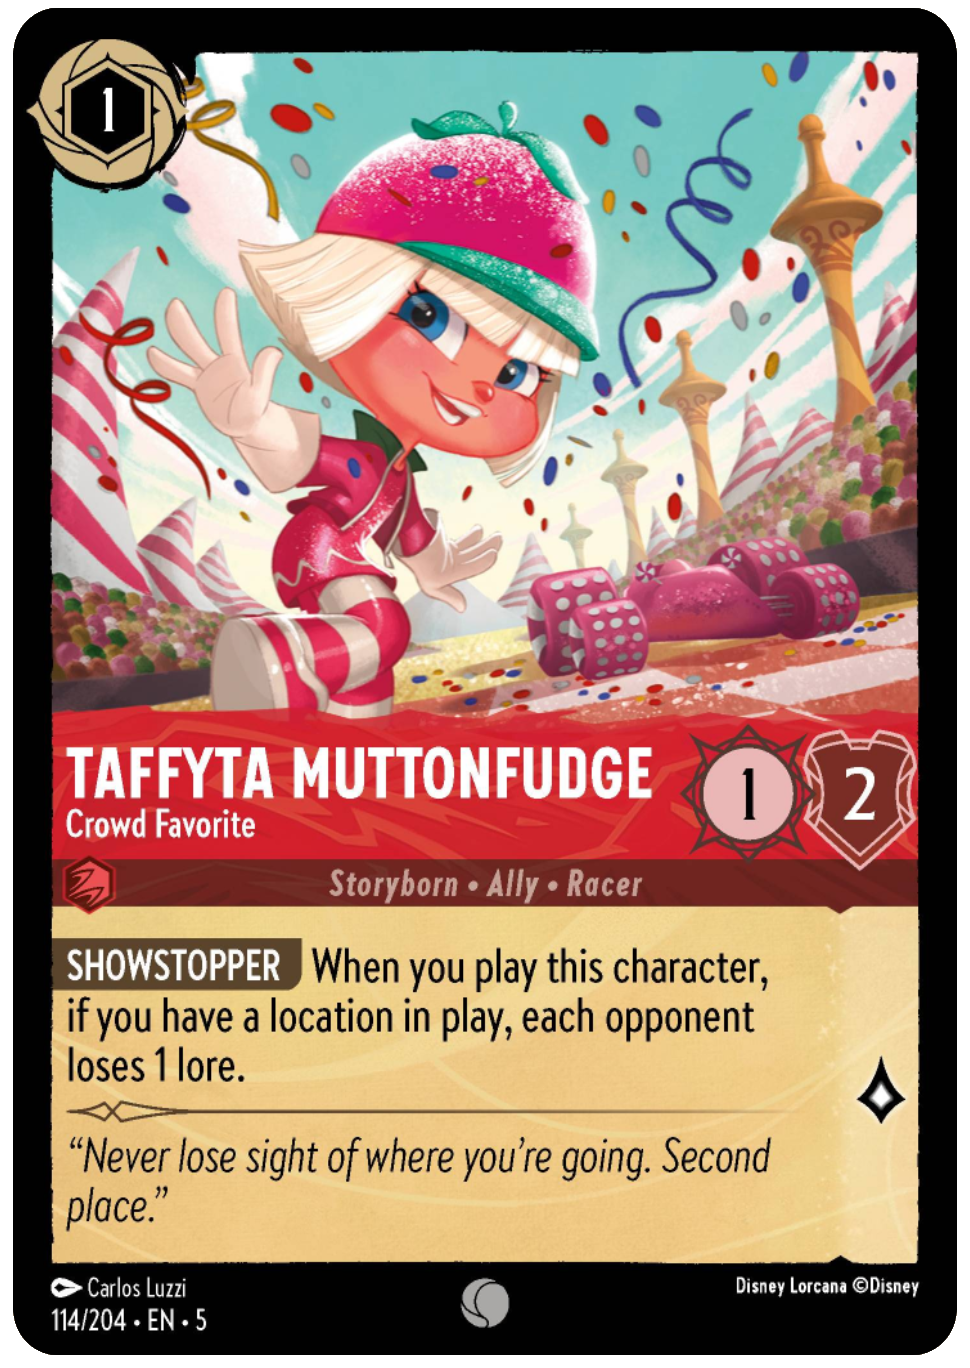 1
TAFFYTA MUTTONFUDGE
Crowd Favorite
1
2
Storyborn • Ally • Racer
SHOWSTOPPER When you play this character,
if you have a location in play, each opponent
loses 1 lore.
“Never lose sight of where you’re going. Second
place.”
Carlos Luzzi
114/204 • EN • 5
Disney Lorcana ©Disney